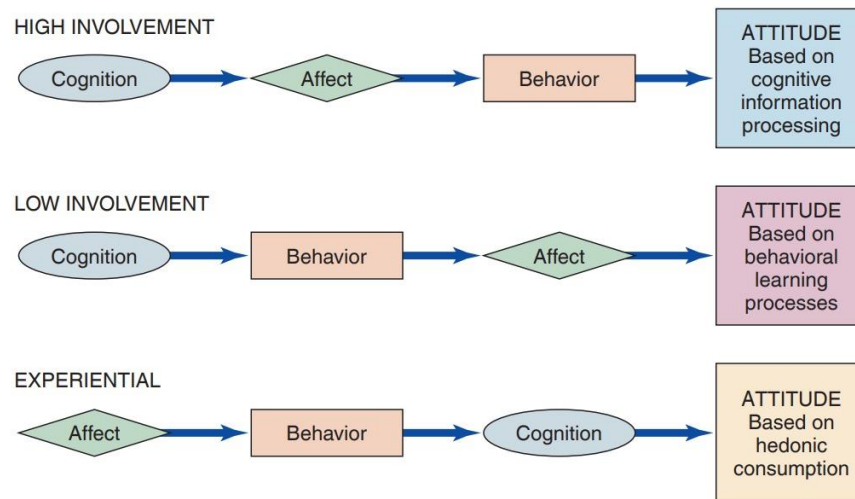 HIGH INVOLVEMENT
Cognition
Affect
Behavior
ATTITUDE
Based on
cognitive
information
processing
LOW INVOLVEMENT
Cognition
Behavior
Affect
ATTITUDE
Based on
behavioral
learning
processes
EXPERIENTIAL
Affect
Behavior
Cognition
ATTITUDE
Based on
hedonic
consumption